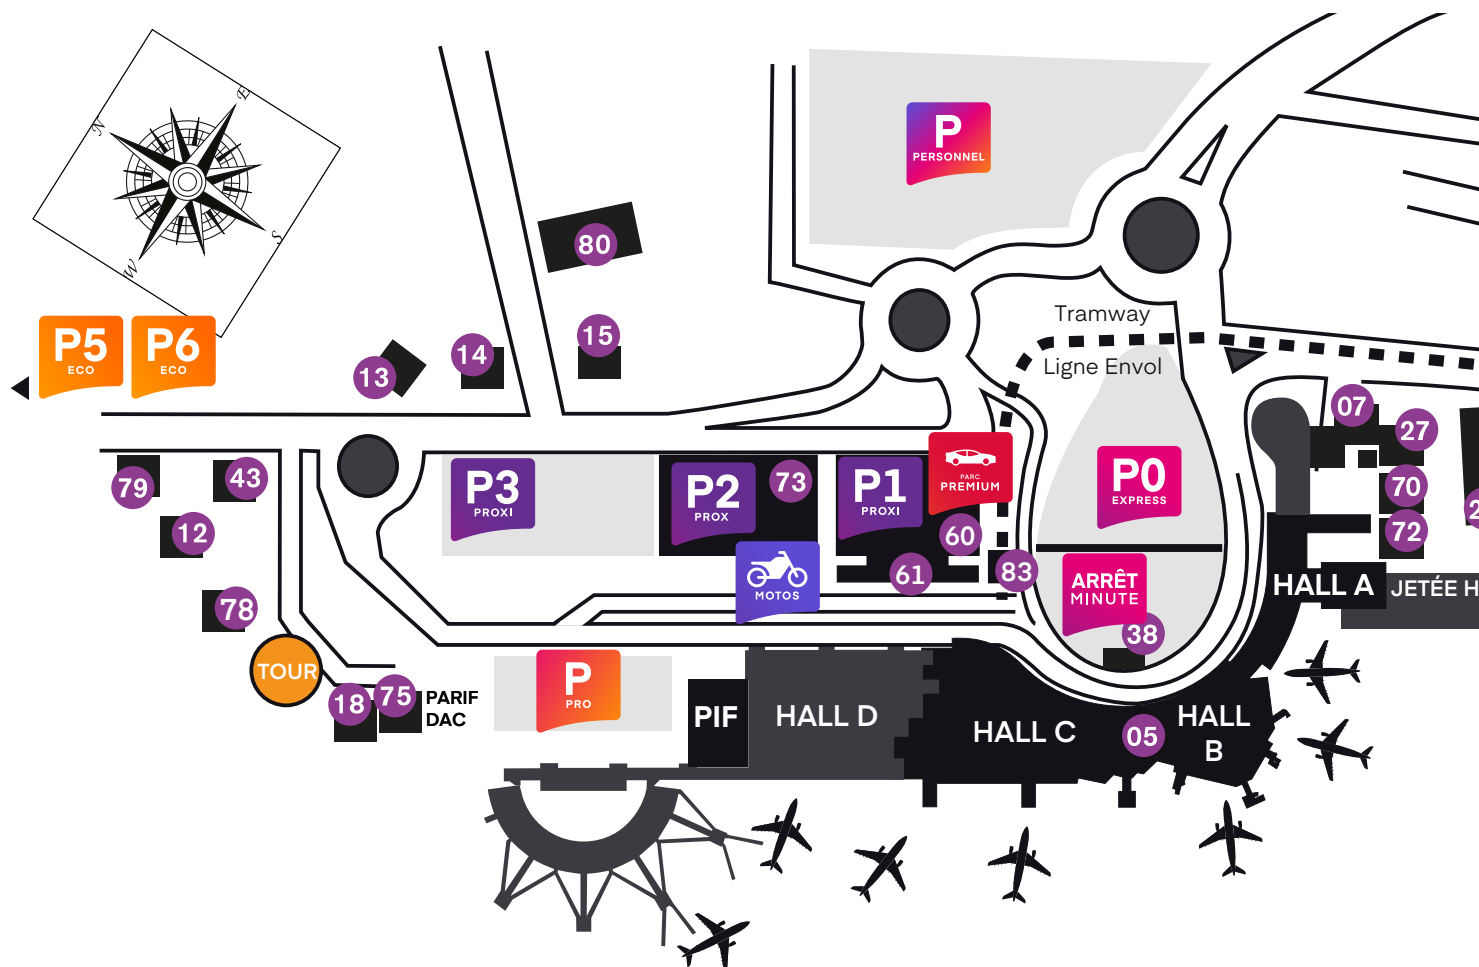 N
E
S
W
P
PERSONNEL
80
15
14
13
Tramway
Ligne Envol
P5
ECO
P6
ECO
07
27
70
72
79
43
12
78
P3
PROXI
P2
PROX
73
P1
PROXI
PARC
PREMIUM
60
61
83
P0
EXPRESS
MOTOS
ARRÊT
MINUTE
38
HALL A
JETÉE H
TOUR
18
75
PARIF
DAC
P
PRO
PIF
HALL D
HALL C
05
HALL
B